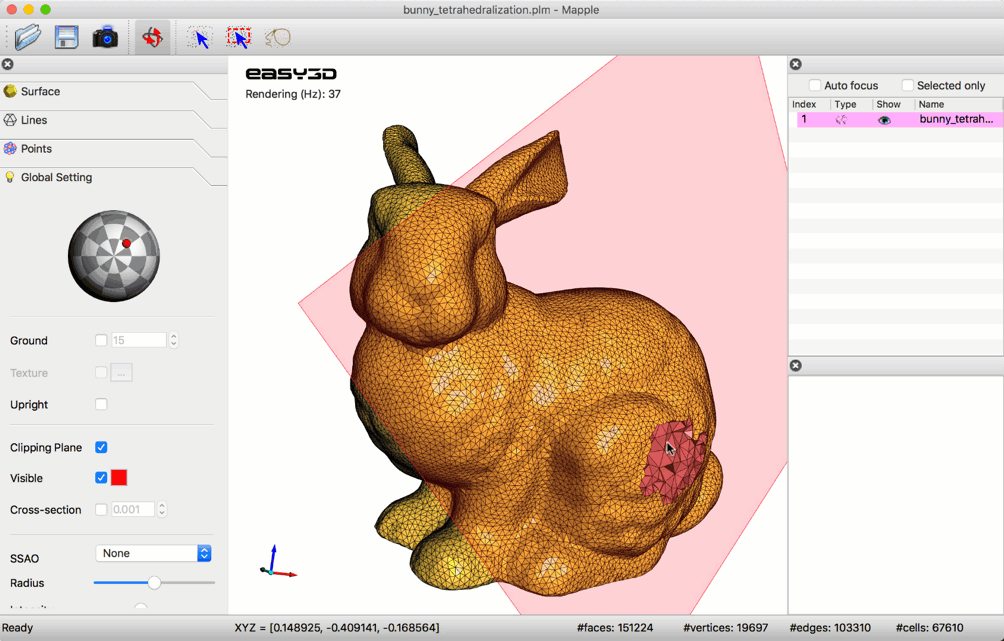 bunny_tetrahedralization.plm - Mapple
Surface
Lines
Points
Global Setting
Ground 15
Texture ...
Upright
Clipping Plane
Visible
Cross-section 0.001
SSAO None
Radius
easy3D
Rendering (Hz): 37
Auto focus Selected only
Index Type Show Name
1 bunny_tetrah...
Ready XYZ = [0.148925, -0.409141, -0.168564] #faces: 151224 #vertices: 19697 #edges: 103310 #cells: 67610